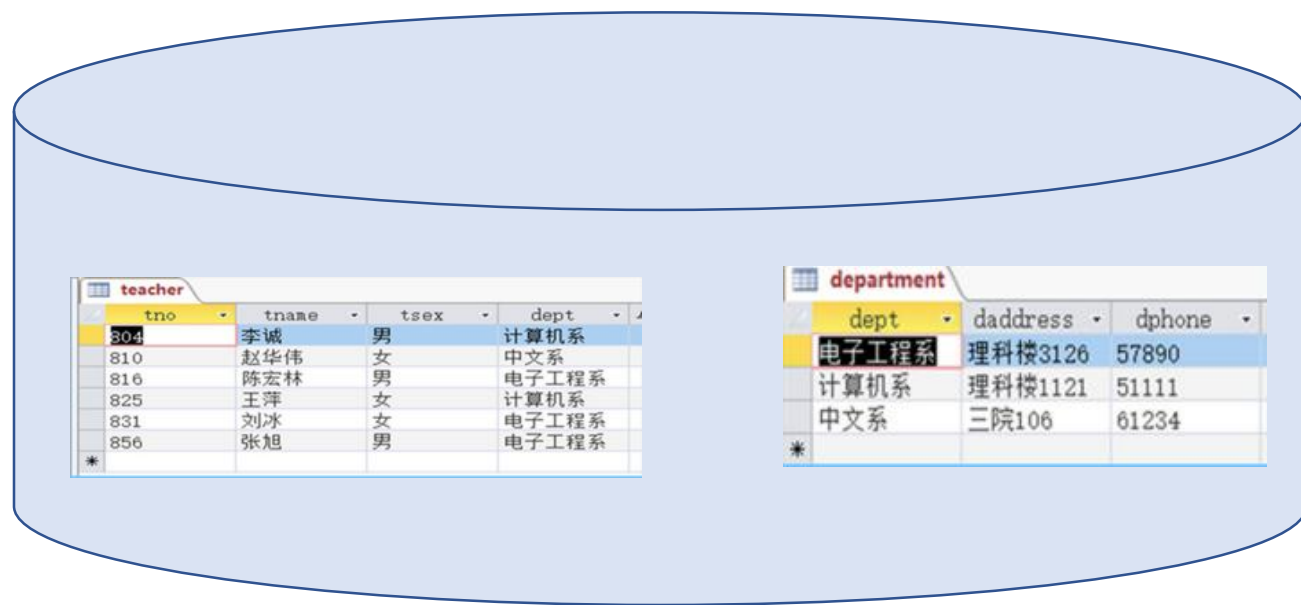 teacher
tno tname tsex dept
804 李诚 男 计算机系
810 赵华伟 女 中文系
816 陈宏林 男 电子工程系
825 王萍 女 计算机系
831 刘冰 女 电子工程系
856 张旭 男 电子工程系
*
department
dept daddress dphone
电子工程系 理科楼3126 57890
计算机系 理科楼1121 51111
中文系 三院106 61234
*